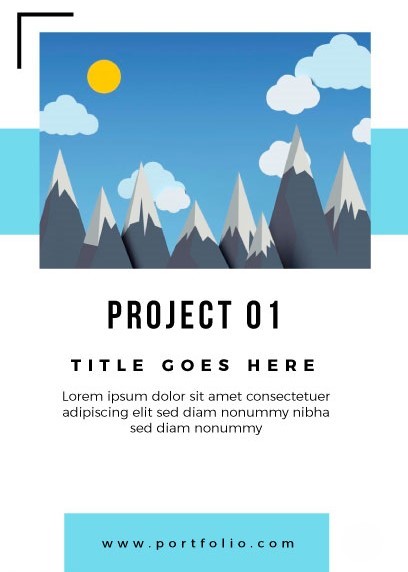 PROJECT 01
TITLE GOES HERE
Lorem ipsum dolor sit amet consectetuer
adipiscing elit sed diam nonummy nibha
sed diam nonummy
www.portfolio.com